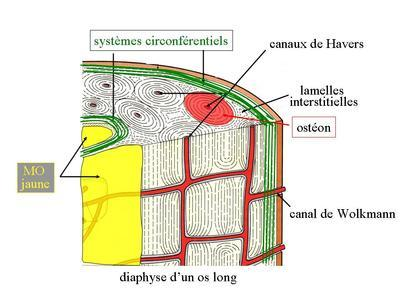 systèmes circonférentiels
canaux de Havers
lamelles
interstitielles
ostéon
MO
jaune
canal de Wolkmann
diaphyse d'un os long